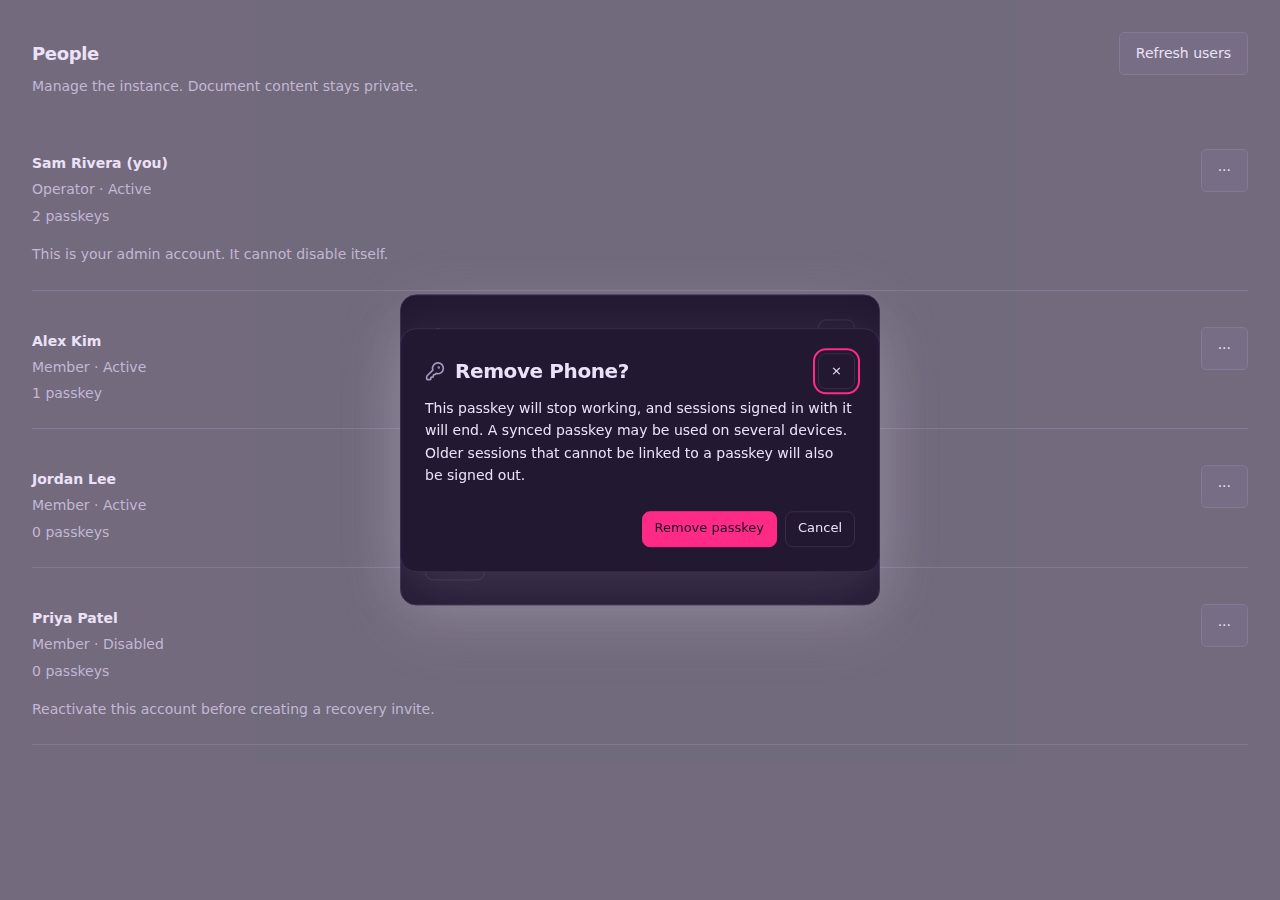 People
Refresh users
Manage the instance. Document content stays private.
Sam Rivera (you)
...
Operator · Active
2 passkeys
This is your admin account. It cannot disable itself.
Alex Kim
...
Member · Active
1 passkey
Remove Phone?
×
This passkey will stop working, and sessions signed in with it
will end. A synced passkey may be used on several devices.
Older sessions that cannot be linked to a passkey will also
be signed out.
Remove passkey
Cancel
Jordan Lee
...
Member · Active
0 passkeys
Priya Patel
...
Member · Disabled
0 passkeys
Reactivate this account before creating a recovery invite.